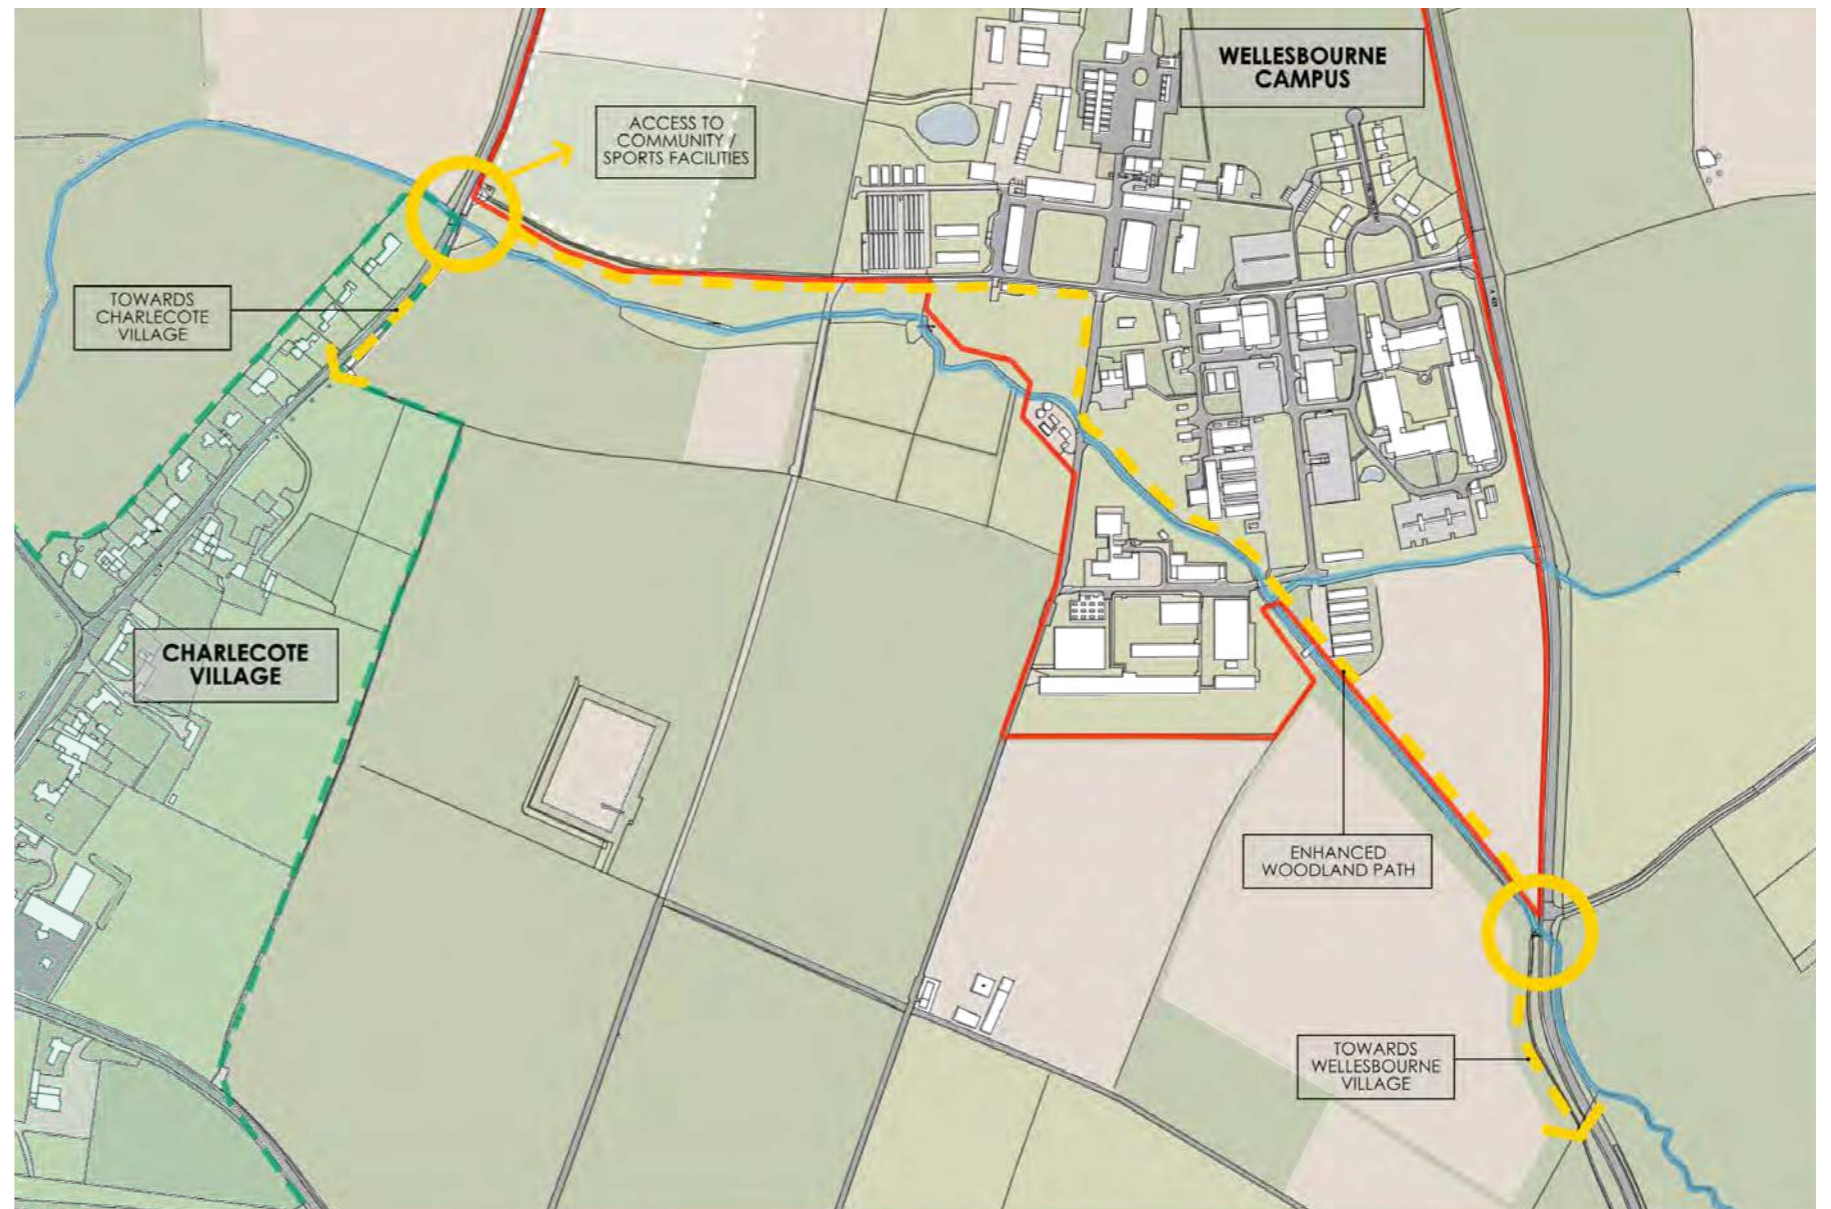 WELLESBOURNE
CAMPUS
ACCESS TO
COMMUNITY /
SPORTS FACILITIES
TOWARDS
CHARLECOTE
VILLAGE
CHARLECOTE
VILLAGE
ENHANCED
WOODLAND PATH
TOWARDS
WELLESBOURNE
VILLAGE